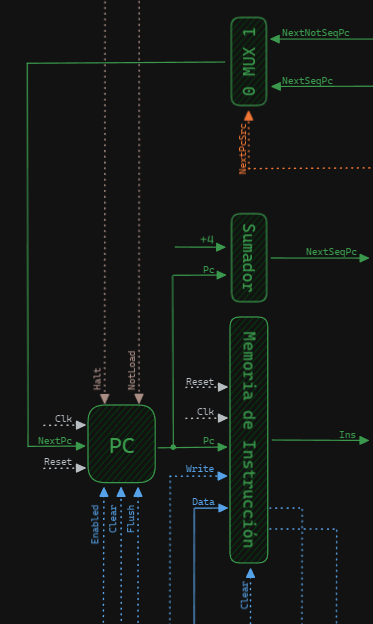 NextNotSeqPc
0 MUX 1
NextSeqPc
NextPcSrc
+4
Pc
Sumador
NextSeqPc
Halt
NotLoad
Reset
Clk
Clk
NextPc
Reset
PC
Pc
Memoria de Instrucción
Ins
Write
Data
Enabled
Clear
Flush
Clear